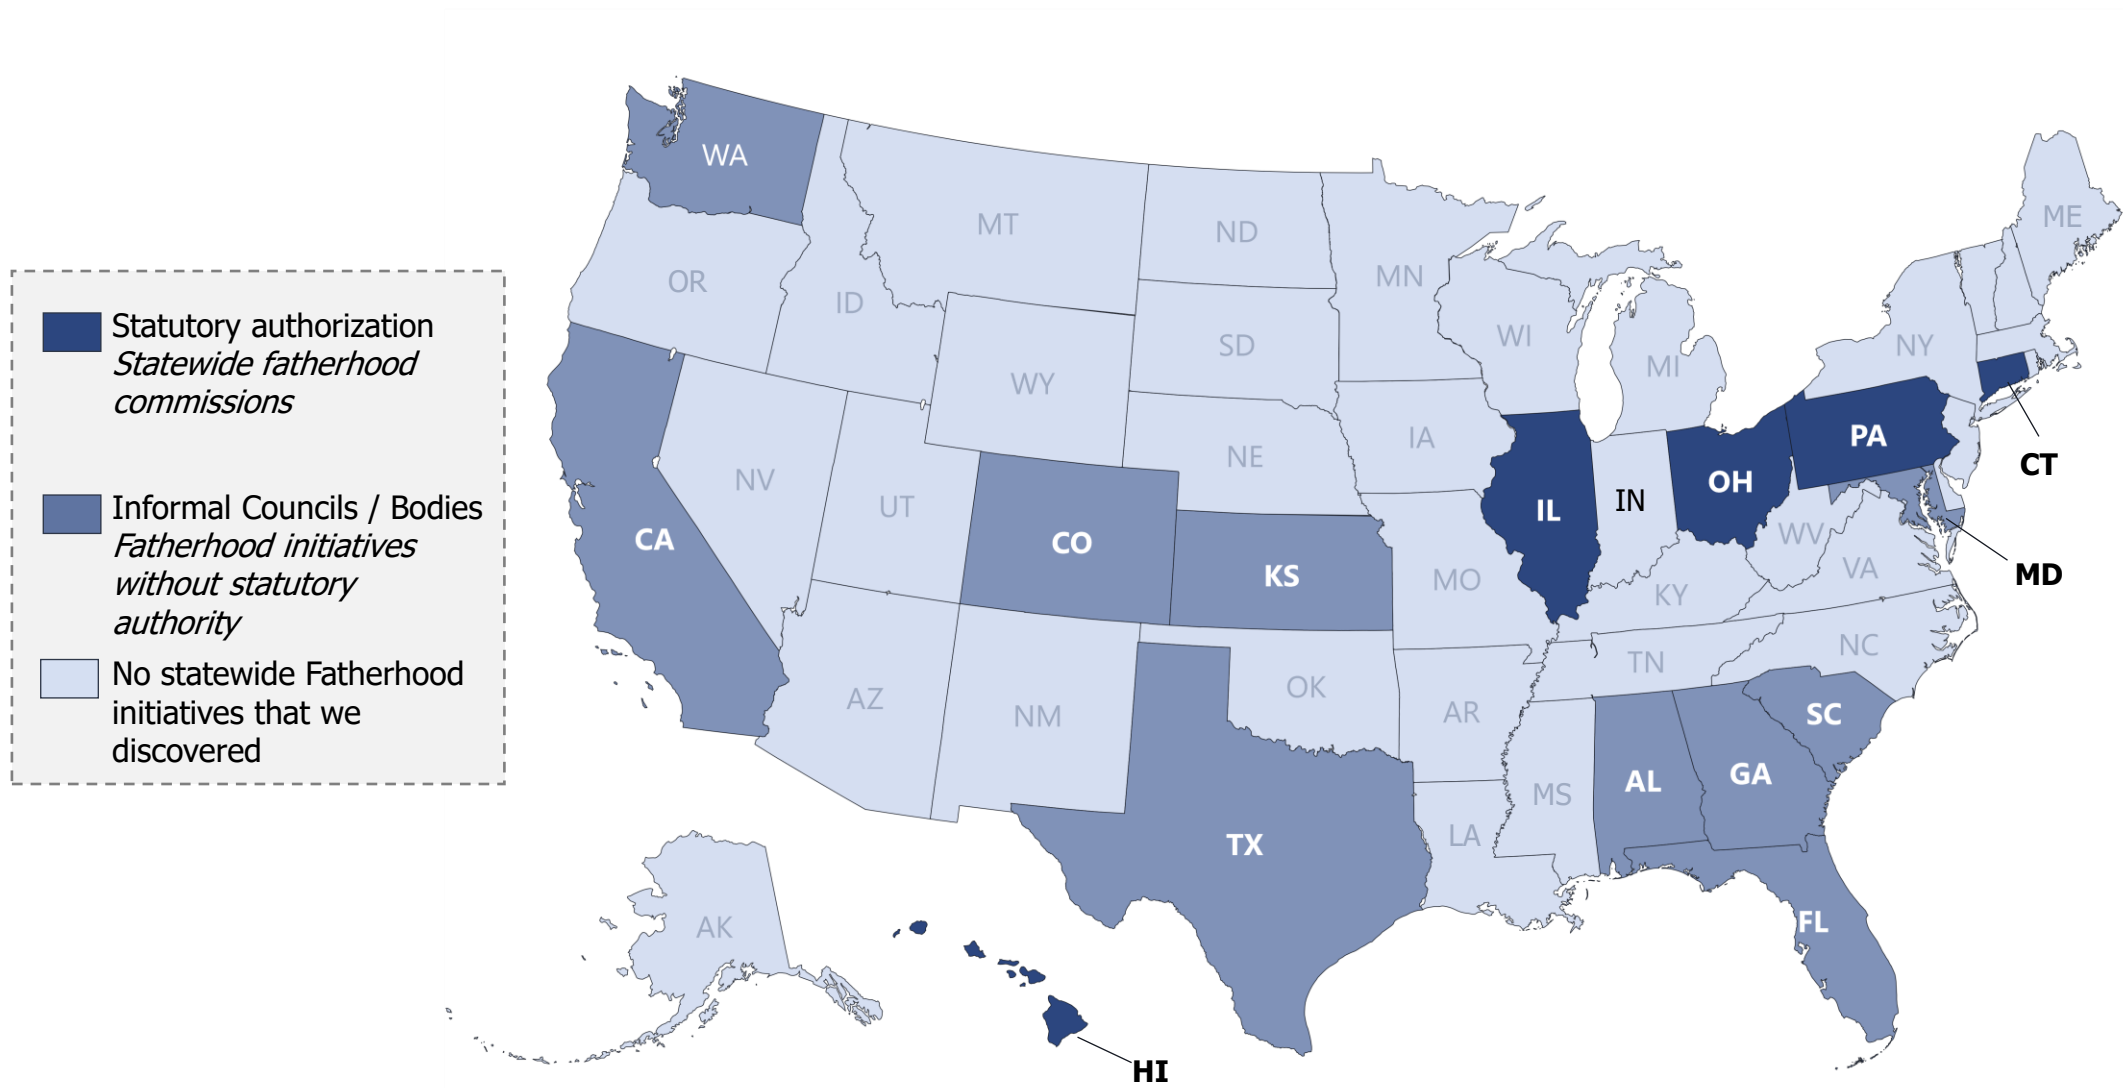 Statutory authorization
Statewide fatherhood
commissions
Informal Councils / Bodies
Fatherhood initiatives
without statutory
authority
No statewide Fatherhood
initiatives that we
discovered
WA
MT
ND
ME
OR
ID
MN
SD
WI
NY
MI
WY
IA
PA
NE
CT
NV
OH
IN
UT
IL
CA
CO
WV
VA
MD
KS
MO
KY
NC
TN
AZ
OK
NM
AR
SC
AL
GA
MS
LA
TX
FL
AK
HI